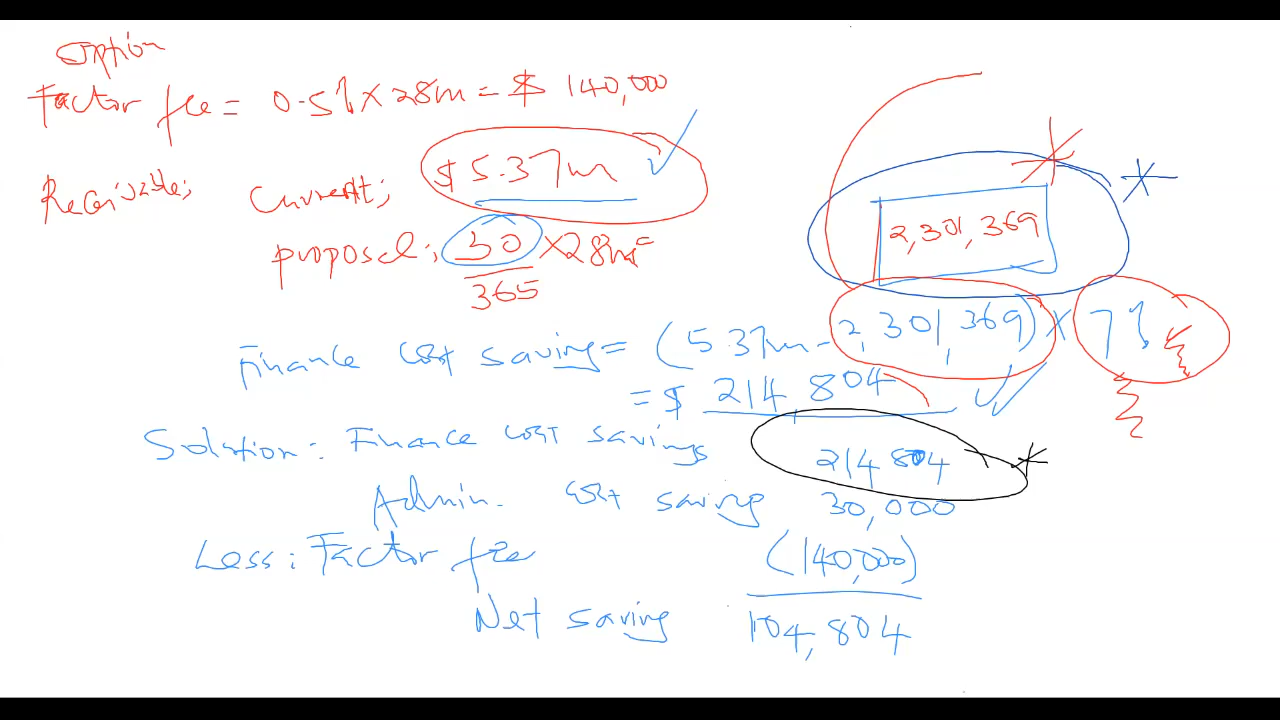 option
Factor fee = 0.5% × 28m = $ 140,000
Receivable; current; $5.37m
proposed; 30/365 × 28m =
2,301,369
Finance cost saving = (5.37m - 2,301,369) × 7%
= $ 214 804
Solution: Finance cost savings 214 804
Admin. cost saving 30,000
Less: Factor fee (140,000)
Net saving 104,804